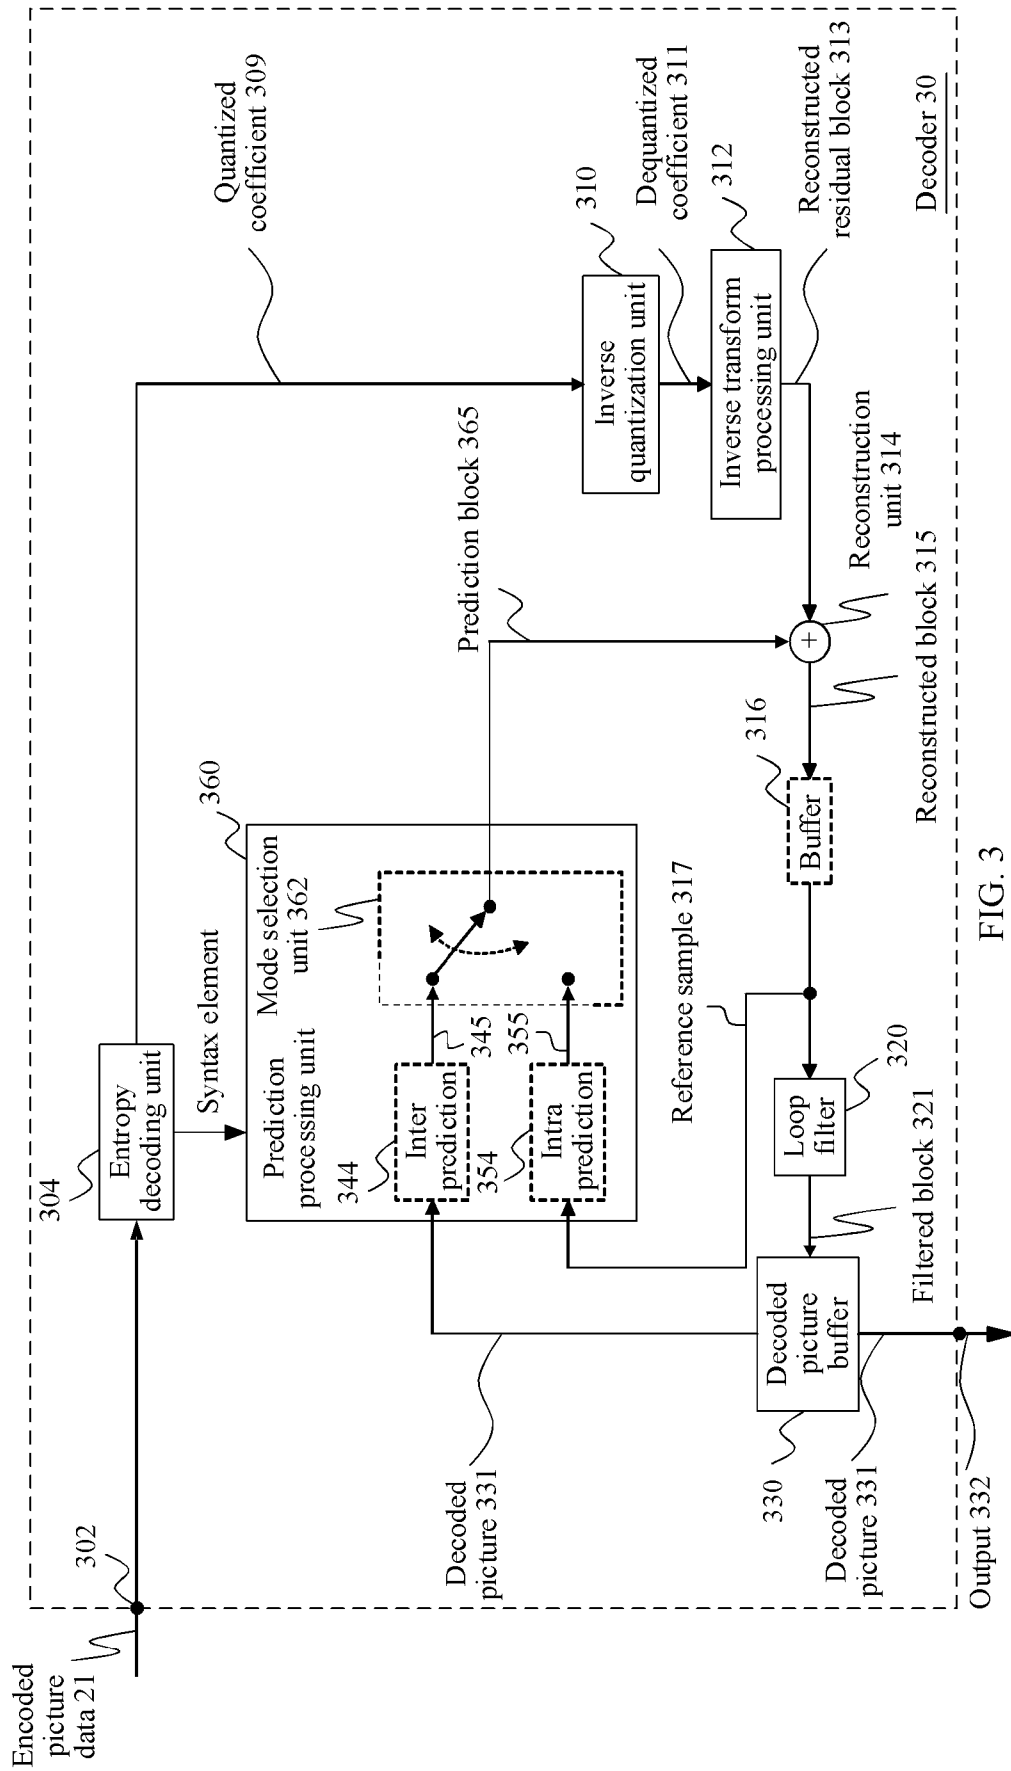 Encoded
picture
data 21
302
304
Entropy
decoding unit
Syntax element
Quantized
coefficient 309
360
Prediction
processing unit
Mode selection
unit 362
344
Inter
prediction
345
354
Intra
prediction
355
Prediction block 365
310
Inverse
quantization unit
Dequantized
coefficient 311
312
Inverse transform
processing unit
Reconstructed
residual block 313
Reconstruction
unit 314
+
Reconstructed block 315
316
Buffer
Reference sample 317
320
Loop
filter
Filtered block 321
Decoded
picture
buffer
330
Decoded
picture 331
Decoded
picture 331
Output 332
Decoder 30
FIG. 3